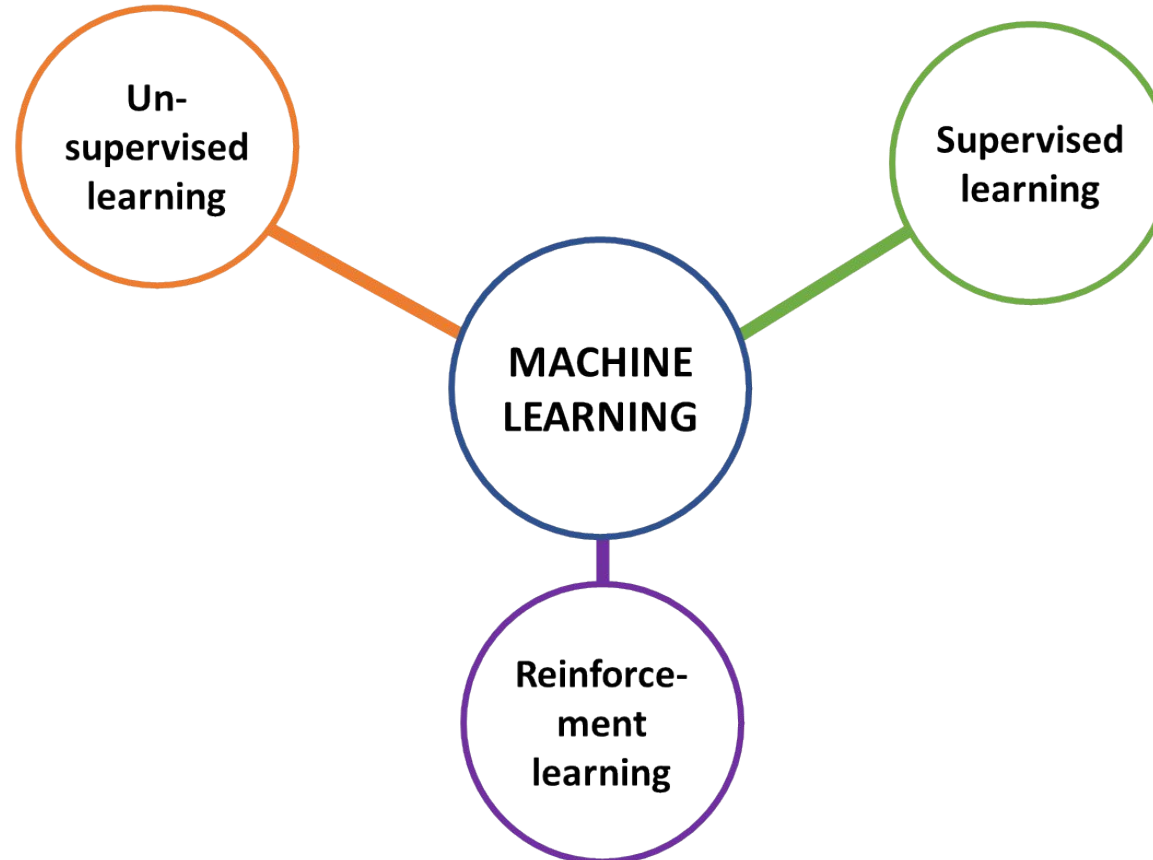 Un-
supervised
learning
Supervised
learning
MACHINE
LEARNING
Reinforce-
ment
learning